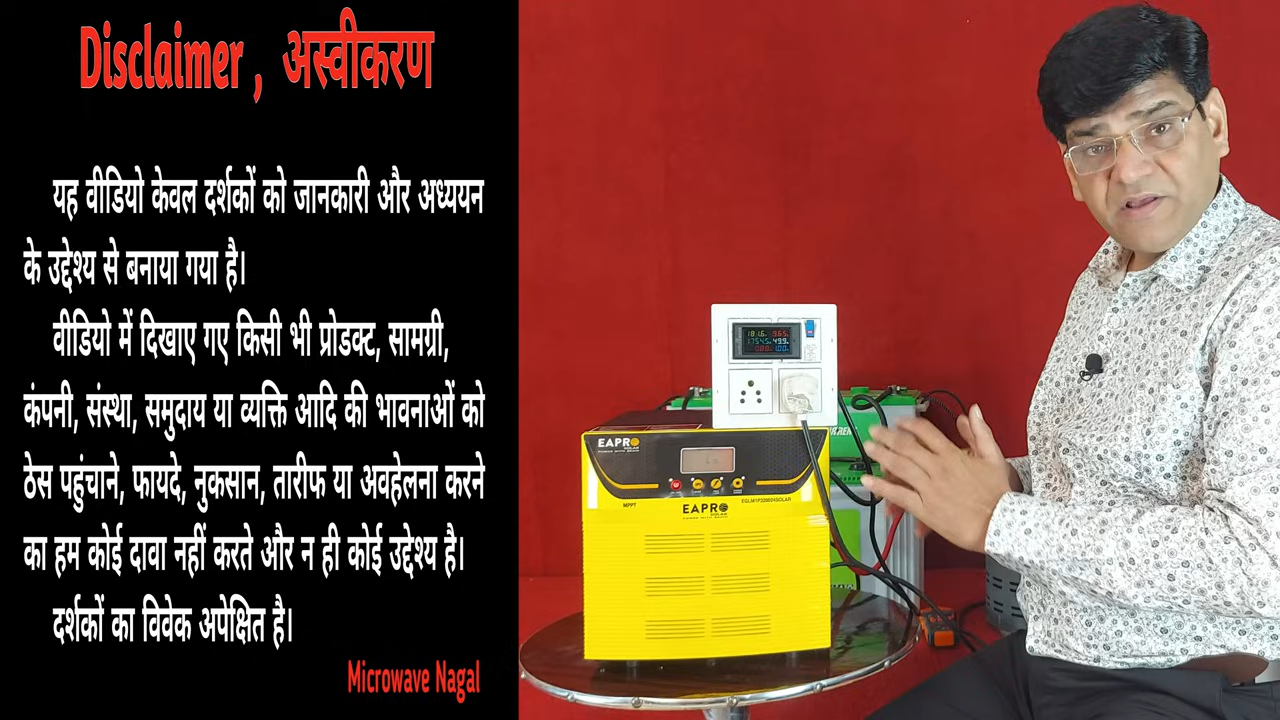 Disclaimer , अस्वीकरण
यह वीडियो केवल दर्शकों को जानकारी और अध्ययन
के उद्देश्य से बनाया गया है।
वीडियो में दिखाए गए किसी भी प्रोडक्ट, सामग्री,
कंपनी, संस्था, समुदाय या व्यक्ति आदि की भावनाओं को
ठेस पहुंचाने, फायदे, नुकसान, तारीफ या अवहेलना करने
का हम कोई दावा नहीं करते और न ही कोई उद्देश्य है।
दर्शकों का विवेक अपेक्षित है।
Microwave Nagal
EAPRO
SOLAR
MPPT
EAPRO
SOLAR